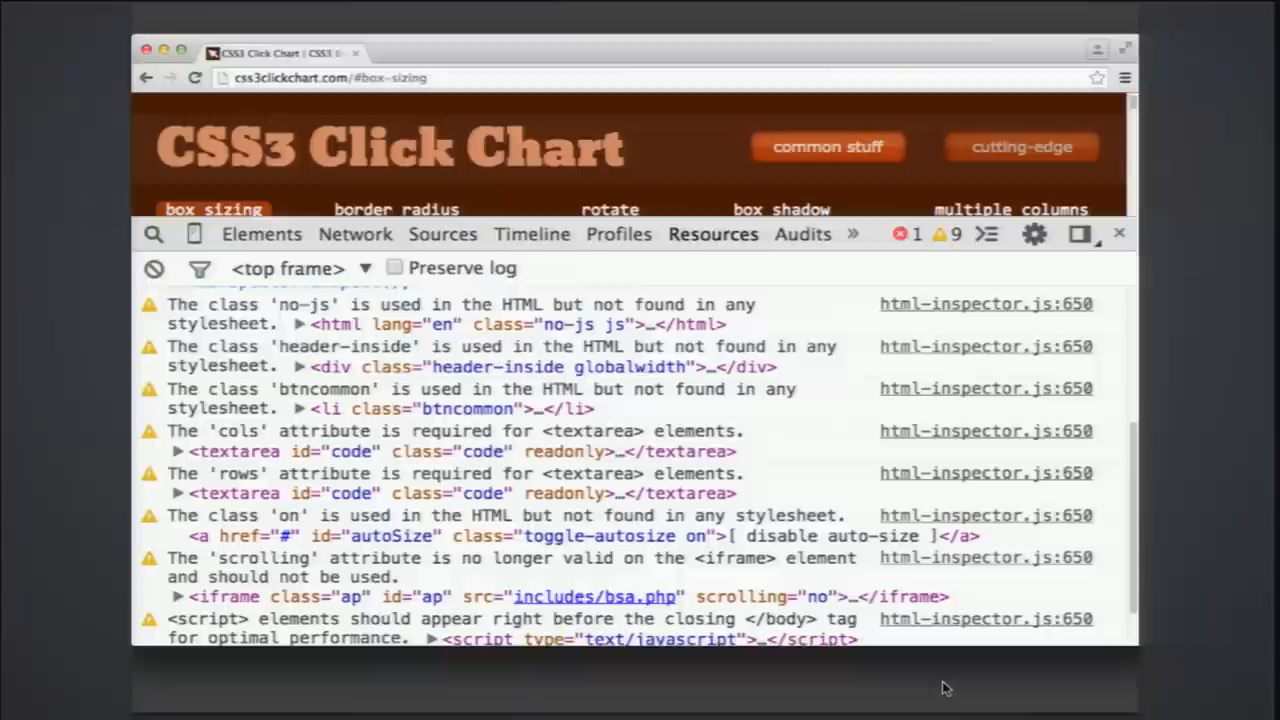 CSS3 Click Chart | CSS3
css3clickchart.com/#box-sizing
CSS3 Click Chart
common stuff
cutting-edge
box sizing
border radius
rotate
box shadow
multiple columns
Elements Network Sources Timeline Profiles Resources Audits » 1 9
<top frame> ▼ Preserve log
The class 'no-js' is used in the HTML but not found in any html-inspector.js:650
stylesheet. ▶<html lang="en" class="no-js js">…</html>
The class 'header-inside' is used in the HTML but not found in any html-inspector.js:650
stylesheet. ▶<div class="header-inside globalwidth">…</div>
The class 'btncommon' is used in the HTML but not found in any html-inspector.js:650
stylesheet. ▶<li class="btncommon">…</li>
The 'cols' attribute is required for <textarea> elements. html-inspector.js:650
▶<textarea id="code" class="code" readonly>…</textarea>
The 'rows' attribute is required for <textarea> elements. html-inspector.js:650
▶<textarea id="code" class="code" readonly>…</textarea>
The class 'on' is used in the HTML but not found in any stylesheet. html-inspector.js:650
<a href="#" id="autoSize" class="toggle-autosize on">[ disable auto-size ]</a>
The 'scrolling' attribute is no longer valid on the <iframe> element html-inspector.js:650
and should not be used.
▶<iframe class="ap" id="ap" src="includes/bsa.php" scrolling="no">…</iframe>
<script> elements should appear right before the closing </body> tag html-inspector.js:650
for optimal performance. ▶<script type="text/javascript">…</script>